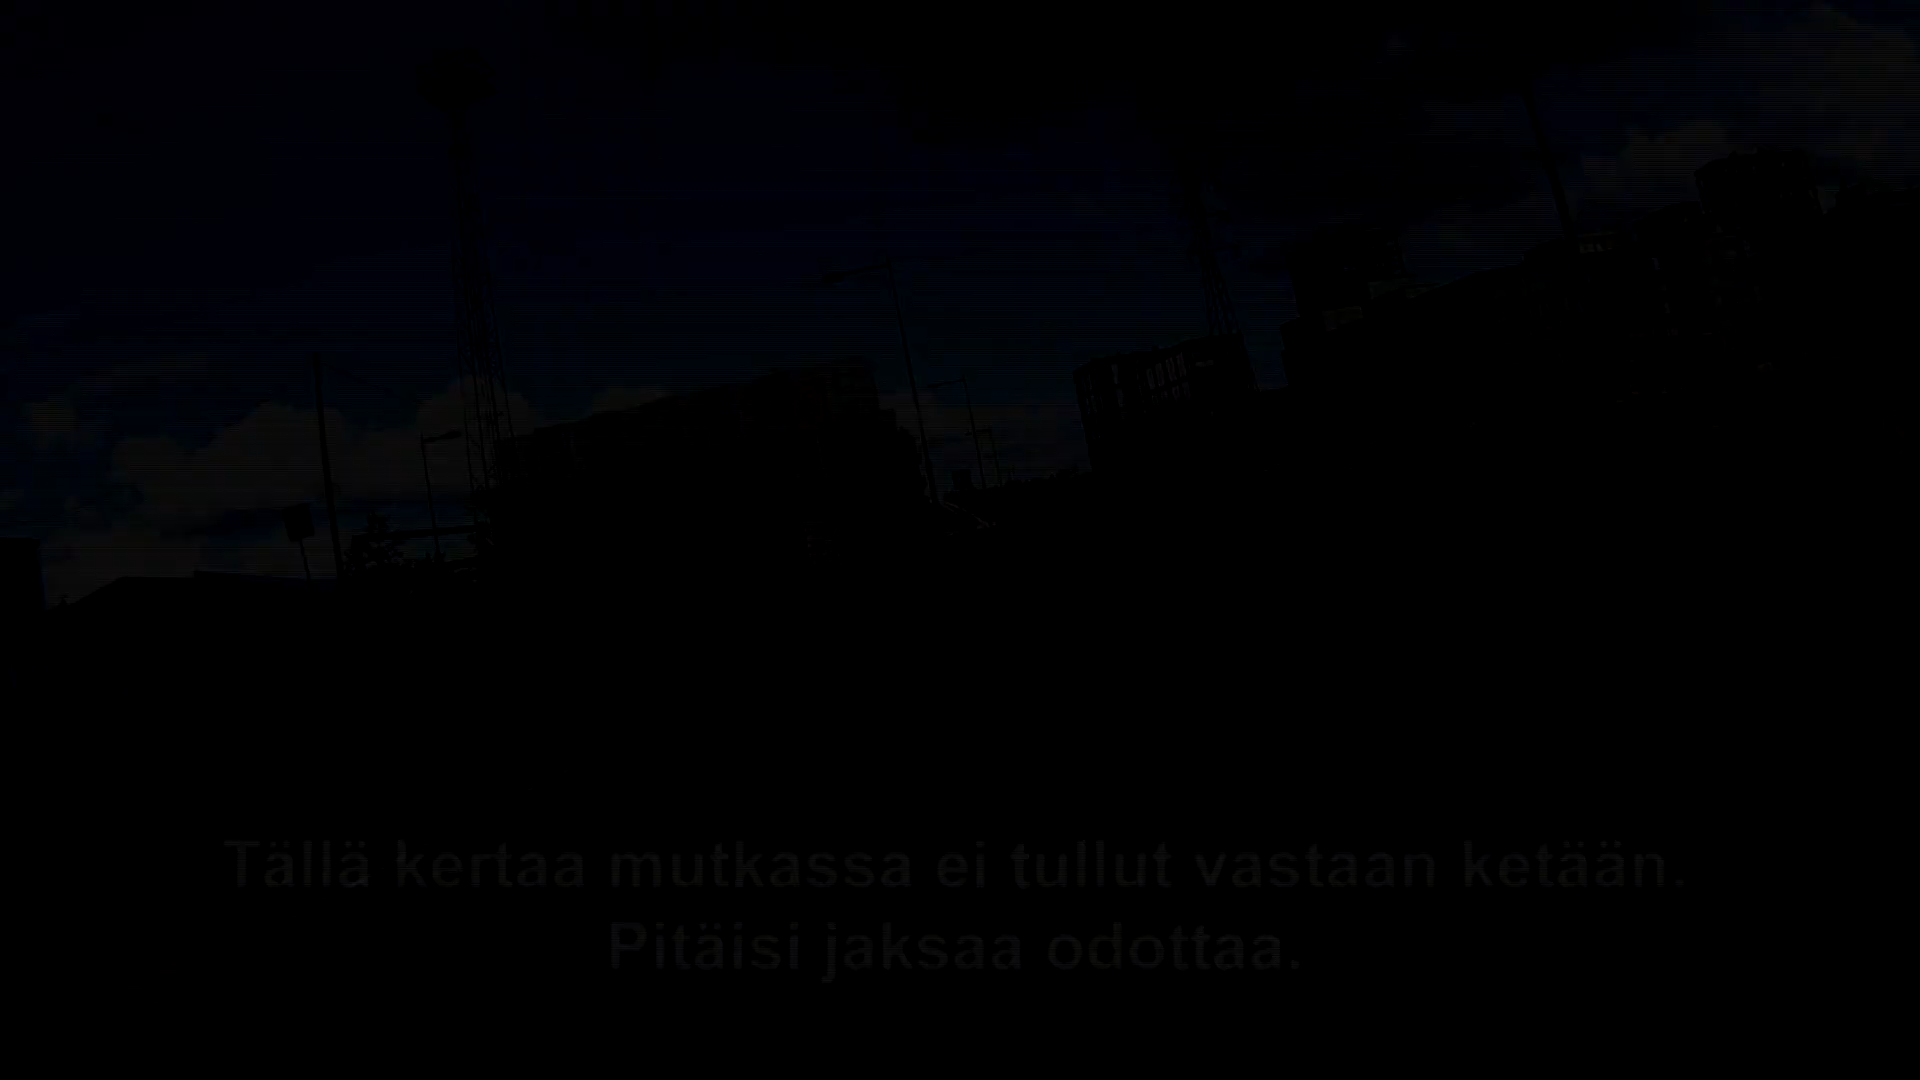 Tällä kertaa mutkassa ei tullut vastaan ketään.
Pitäisi jaksaa odottaa.